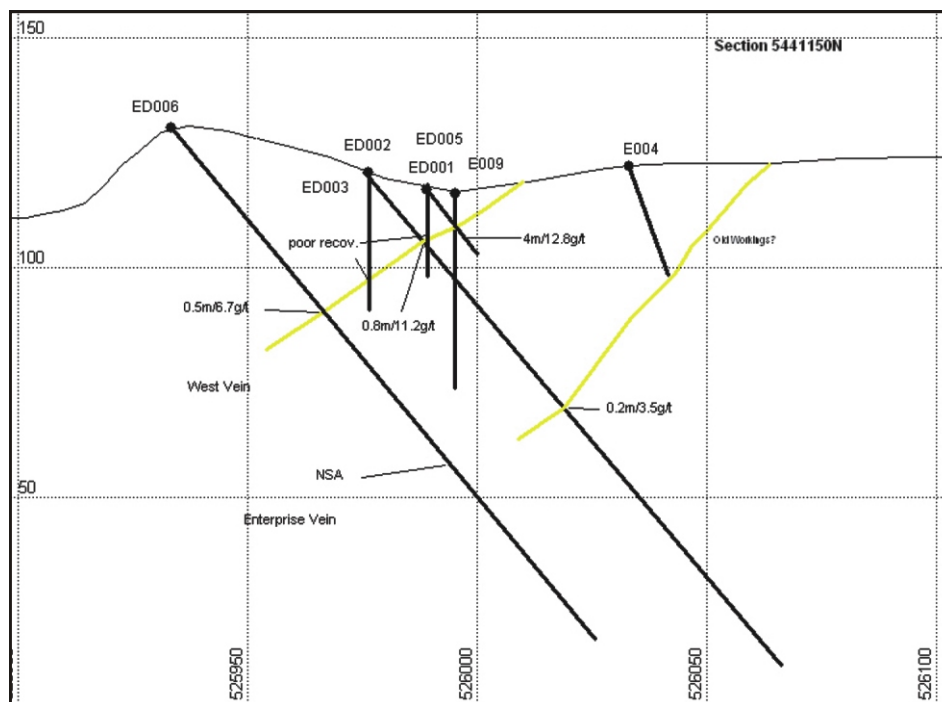 150
Section 5441150N
ED006
ED005
ED002
ED001
E009
E004
ED003
poor recov.
4m/12.8g/t
Old Workings?
100
0.5m/6.7g/t
0.8m/11.2g/t
West Vein
0.2m/3.5g/t
NSA
50
Enterprise Vein
525950
526000
526050
526100